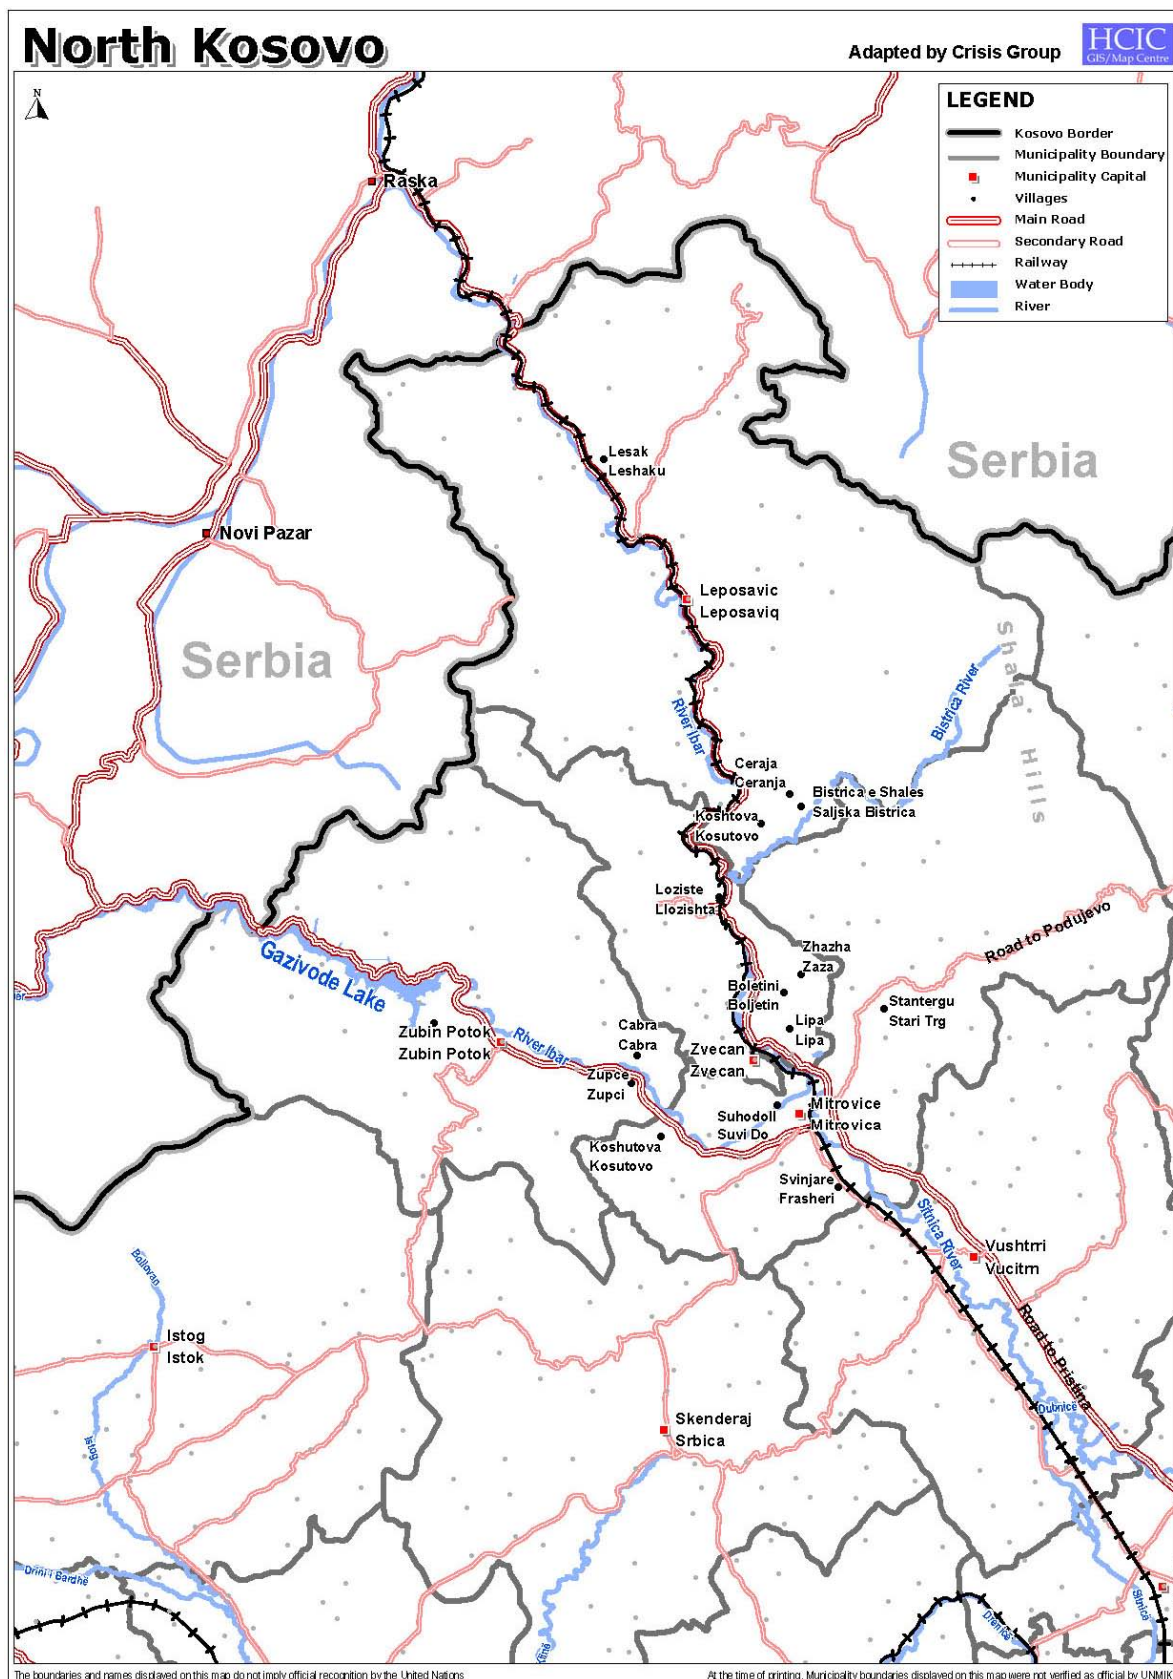 North Kosovo
Adapted by Crisis Group
HCIC
GIS/Map Centre
N
LEGEND
Kosovo Border
Municipality Boundary
Municipality Capital
Villages
Main Road
Secondary Road
Railway
Water Body
River
Raska
Serbia
Lesak
Leshaku
Novi Pazar
Leposavic
Leposaviq
Serbia
Shala Hills
Bistrica River
River Ibar
Ceraja
Ceranja
Bistrica e Shales
Saljska Bistrica
Koshtova
Kosutovo
Loziste
Llozishta
Road to Podujevo
Zhazha
Zaza
Gazivode Lake
Boletini
Boljetin
Stantergu
Stari Trg
Lipa
Lipa
Zubin Potok
Zubin Potok
River Ibar
Cabra
Cabra
Zvecan
Zvecan
Zupce
Zupci
Mitrovice
Mitrovica
Suhodoll
Suvi Do
Koshutova
Kosutovo
Svinjare
Frasheri
Sitnica River
Vushtrri
Vucitrn
Bollovan
Road to Pristina
Istog
Istok
Dubnicë
Skenderaj
Srbica
Istog
Drini i Bardhë
Klinë
Drenica
Sitnica
The boundaries and names displayed on this map do not imply official recognition by the United Nations
At the time of printing, Municipality boundaries displayed on this map were not verified as official by UNMIK